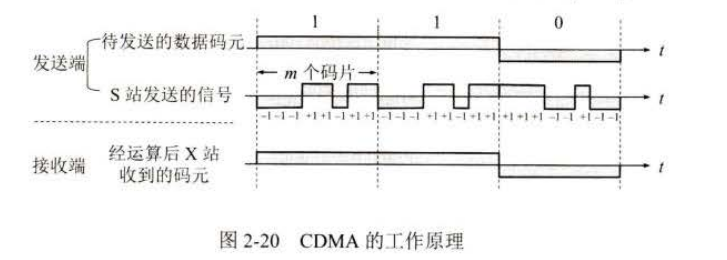 1 1 0
待发送的数据码元 t
发送端
m 个码片
S 站发送的信号 t
-1 -1 -1 +1 +1 -1 +1 +1 -1 -1 -1 +1 +1 -1 +1 +1 +1 +1 +1 -1 -1 +1 -1 -1
接收端 经运算后 X 站 t
收到的码元
图 2-20 CDMA 的工作原理